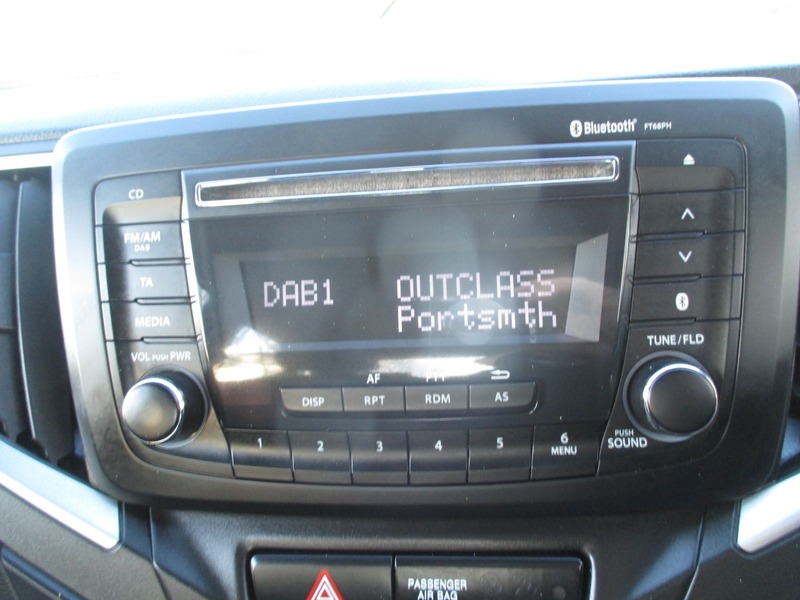 Bluetooth FT66PH
CD
FM/AM
DAB
TA
MEDIA
VOL PUSH PWR
DAB1 OUTCLASS
Portsmth
TUNE/FLD
AF
DISP RPT RDM AS
1 2 3 4 5 6
MENU
PUSH
SOUND
PASSENGER
AIR BAG